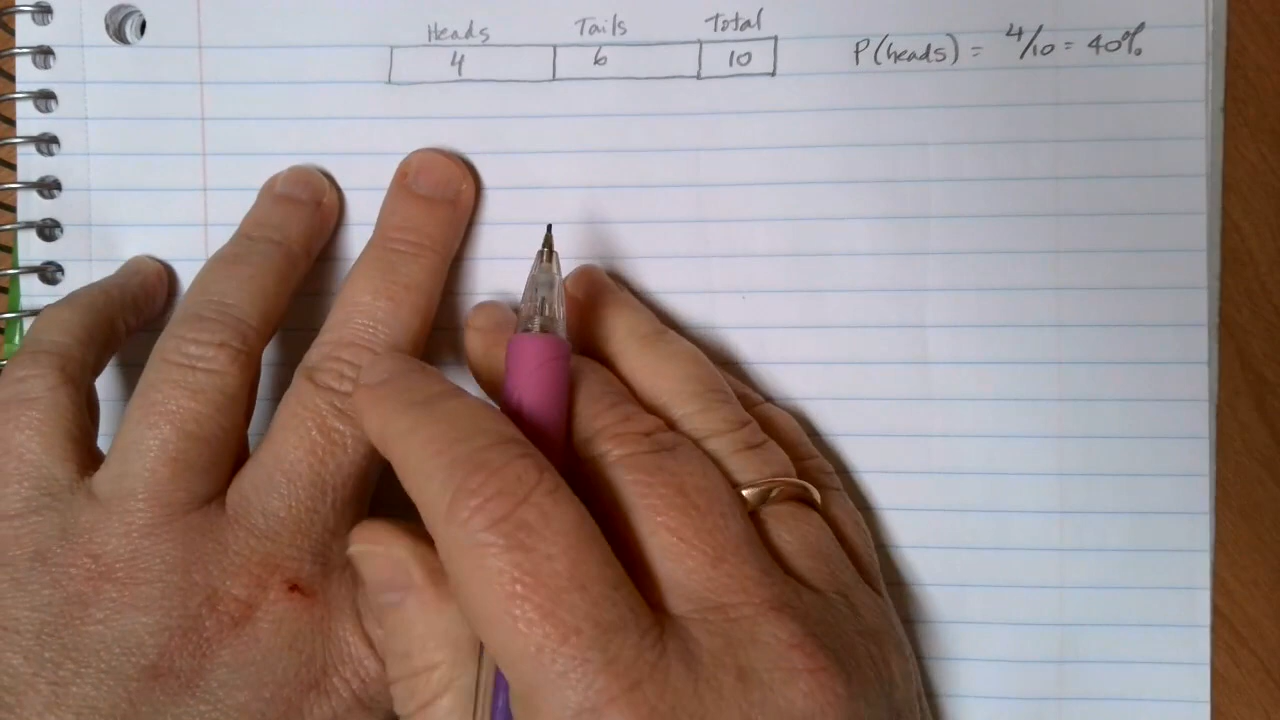 Heads Tails Total
4 6 10 P(heads) = 4/10 = 40%